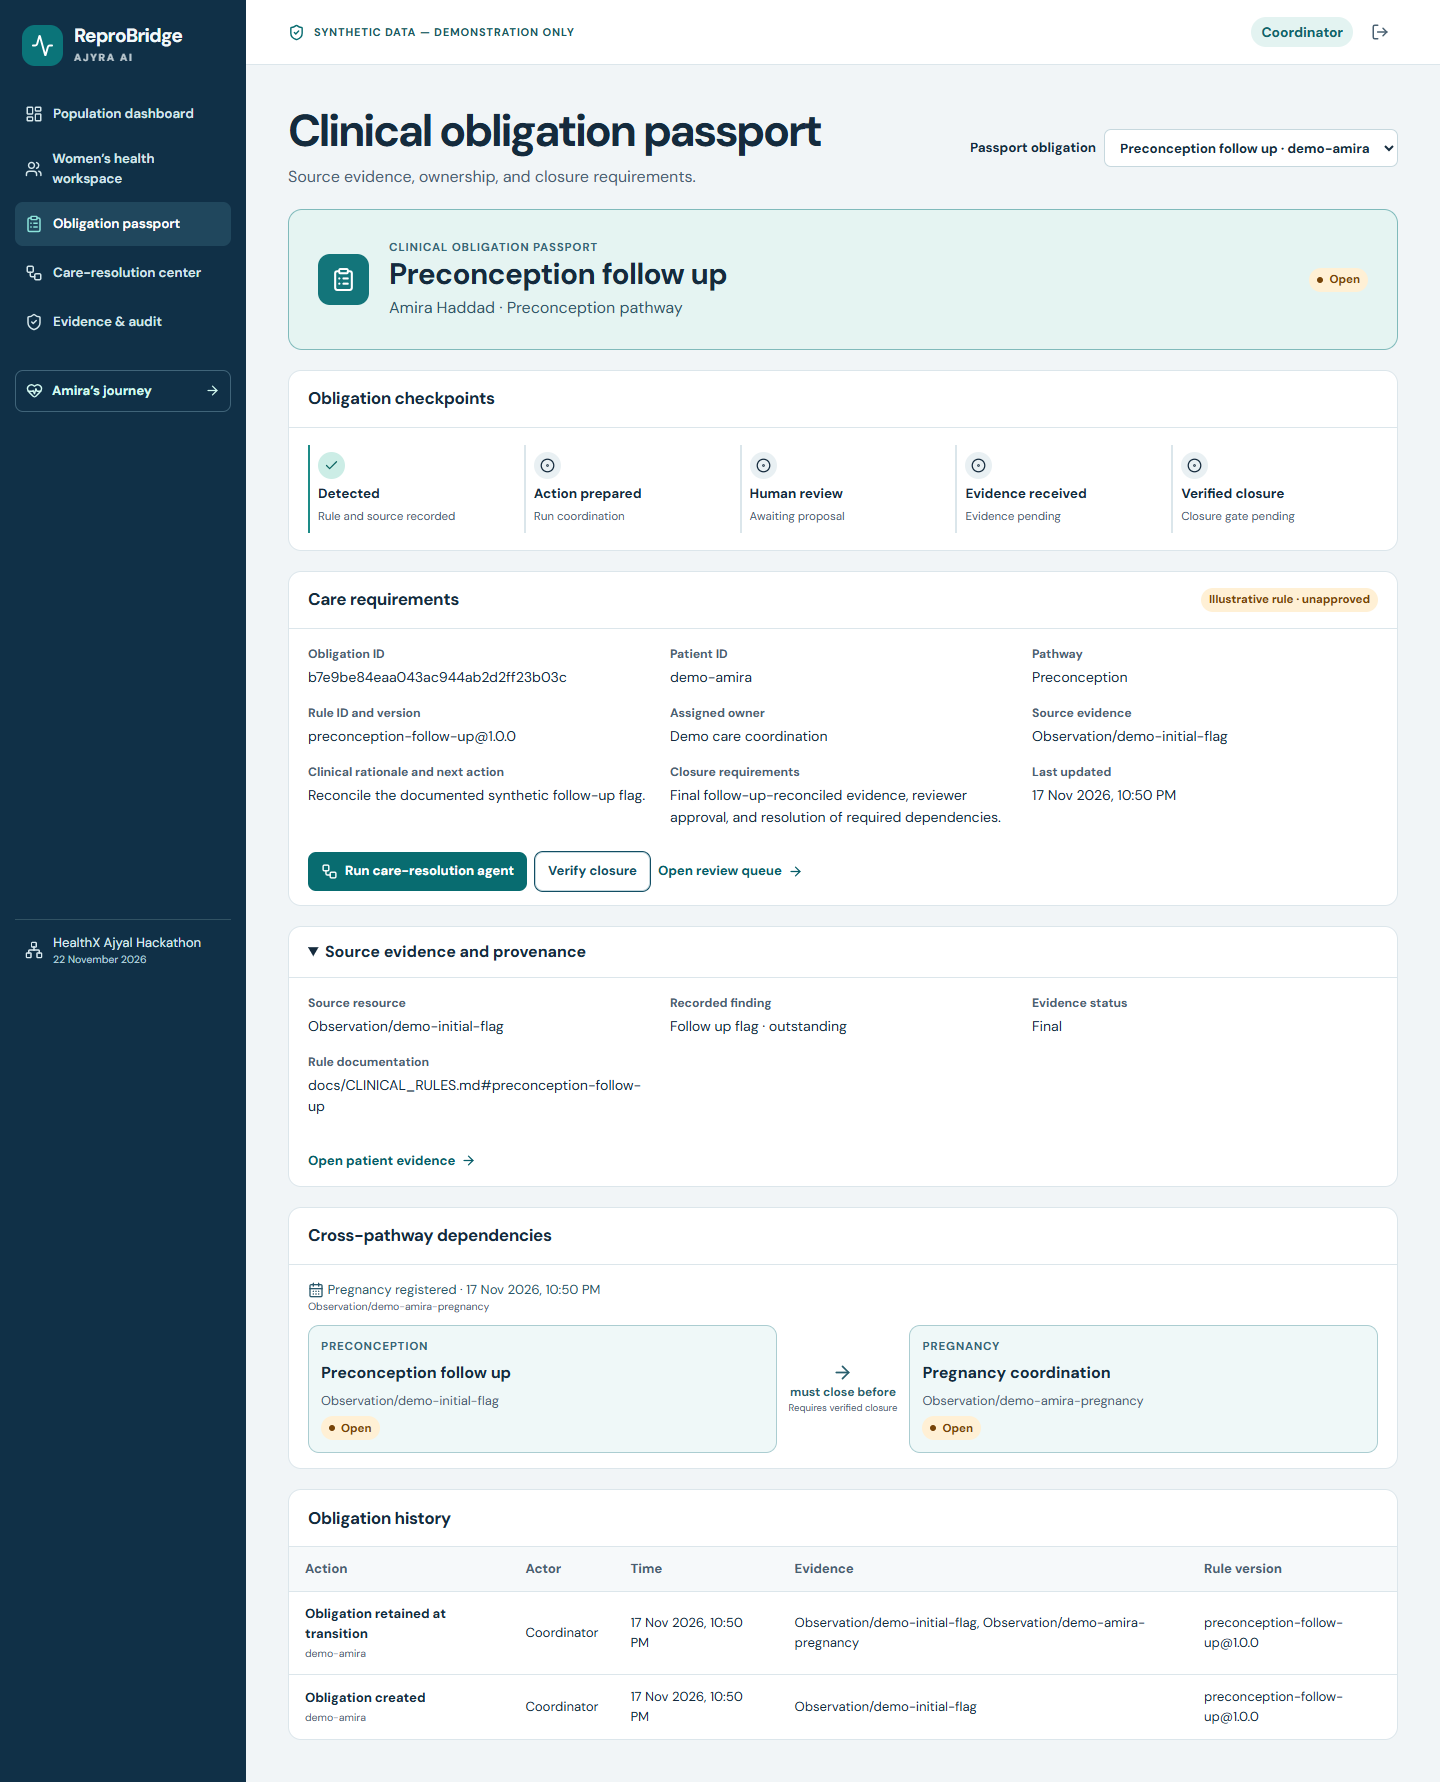 ReproBridge
AJYRA AI
Population dashboard
Women's health
workspace
Obligation passport
Care-resolution center
Evidence & audit
Amira's journey
HealthX Ajyal Hackathon
22 November 2026
SYNTHETIC DATA — DEMONSTRATION ONLY
Coordinator
Clinical obligation passport
Source evidence, ownership, and closure requirements.
Passport obligation
Preconception follow up · demo-amira
CLINICAL OBLIGATION PASSPORT
Preconception follow up
Amira Haddad · Preconception pathway
Open
Obligation checkpoints
Detected
Rule and source recorded
Action prepared
Run coordination
Human review
Awaiting proposal
Evidence received
Evidence pending
Verified closure
Closure gate pending
Care requirements
Illustrative rule · unapproved
Obligation ID
b7e9be84eaa043ac944ab2d2ff23b03c
Patient ID
demo-amira
Pathway
Preconception
Rule ID and version
preconception-follow-up@1.0.0
Assigned owner
Demo care coordination
Source evidence
Observation/demo-initial-flag
Clinical rationale and next action
Reconcile the documented synthetic follow-up flag.
Closure requirements
Final follow-up-reconciled evidence, reviewer
approval, and resolution of required dependencies.
Last updated
17 Nov 2026, 10:50 PM
Run care-resolution agent
Verify closure
Open review queue
Source evidence and provenance
Source resource
Observation/demo-initial-flag
Recorded finding
Follow up flag · outstanding
Evidence status
Final
Rule documentation
docs/CLINICAL_RULES.md#preconception-follow-
up
Open patient evidence
Cross-pathway dependencies
Pregnancy registered · 17 Nov 2026, 10:50 PM
Observation/demo-amira-pregnancy
PRECONCEPTION
Preconception follow up
Observation/demo-initial-flag
Open
must close before
Requires verified closure
PREGNANCY
Pregnancy coordination
Observation/demo-amira-pregnancy
Open
Obligation history
Action Actor Time Evidence Rule version
Obligation retained at
transition
demo-amira
Coordinator
17 Nov 2026, 10:50
PM
Observation/demo-initial-flag, Observation/demo-amira-
pregnancy
preconception-follow-
up@1.0.0
Obligation created
demo-amira
Coordinator
17 Nov 2026, 10:50
PM
Observation/demo-initial-flag
preconception-follow-
up@1.0.0